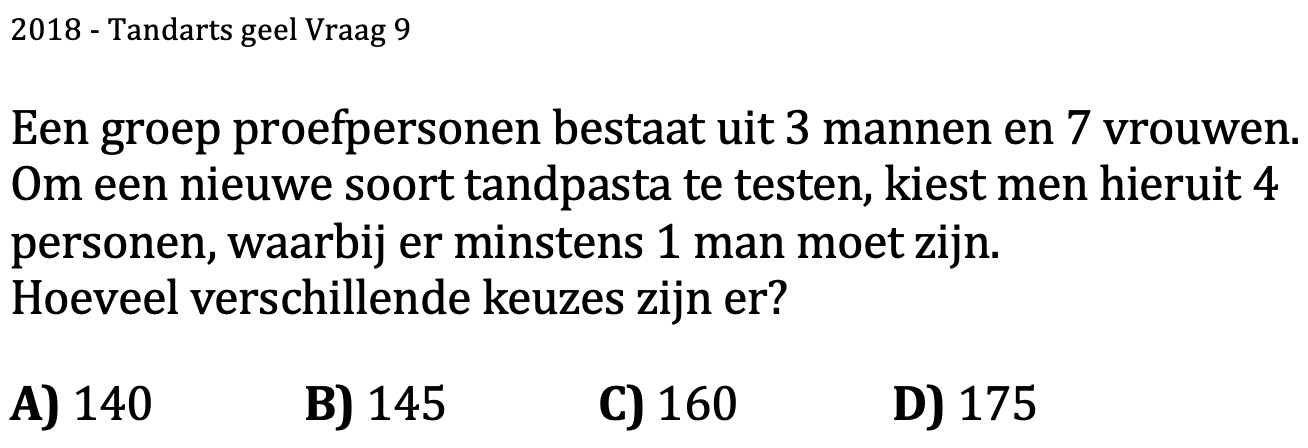 2018 - Tandarts geel Vraag 9
Een groep proefpersonen bestaat uit 3 mannen en 7 vrouwen.
Om een nieuwe soort tandpasta te testen, kiest men hieruit 4
personen, waarbij er minstens 1 man moet zijn.
Hoeveel verschillende keuzes zijn er?
A) 140 B) 145 C) 160 D) 175